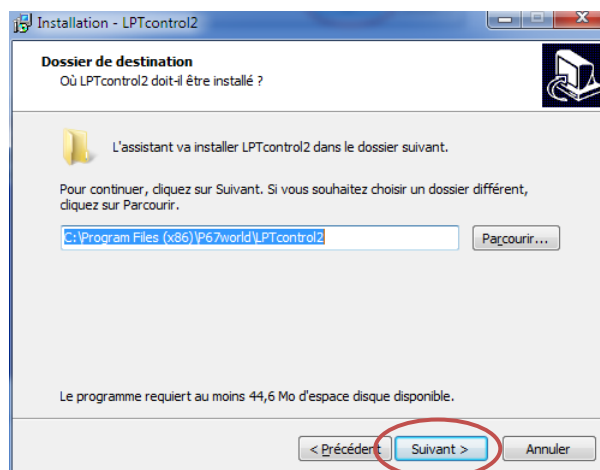 Installation - LPTcontrol2
Dossier de destination
Où LPTcontrol2 doit-il être installé ?
L'assistant va installer LPTcontrol2 dans le dossier suivant.
Pour continuer, cliquez sur Suivant. Si vous souhaitez choisir un dossier différent,
cliquez sur Parcourir.
C:\Program Files (x86)\P67world\LPTcontrol2
Parcourir...
Le programme requiert au moins 44,6 Mo d'espace disque disponible.
< Précédent
Suivant >
Annuler